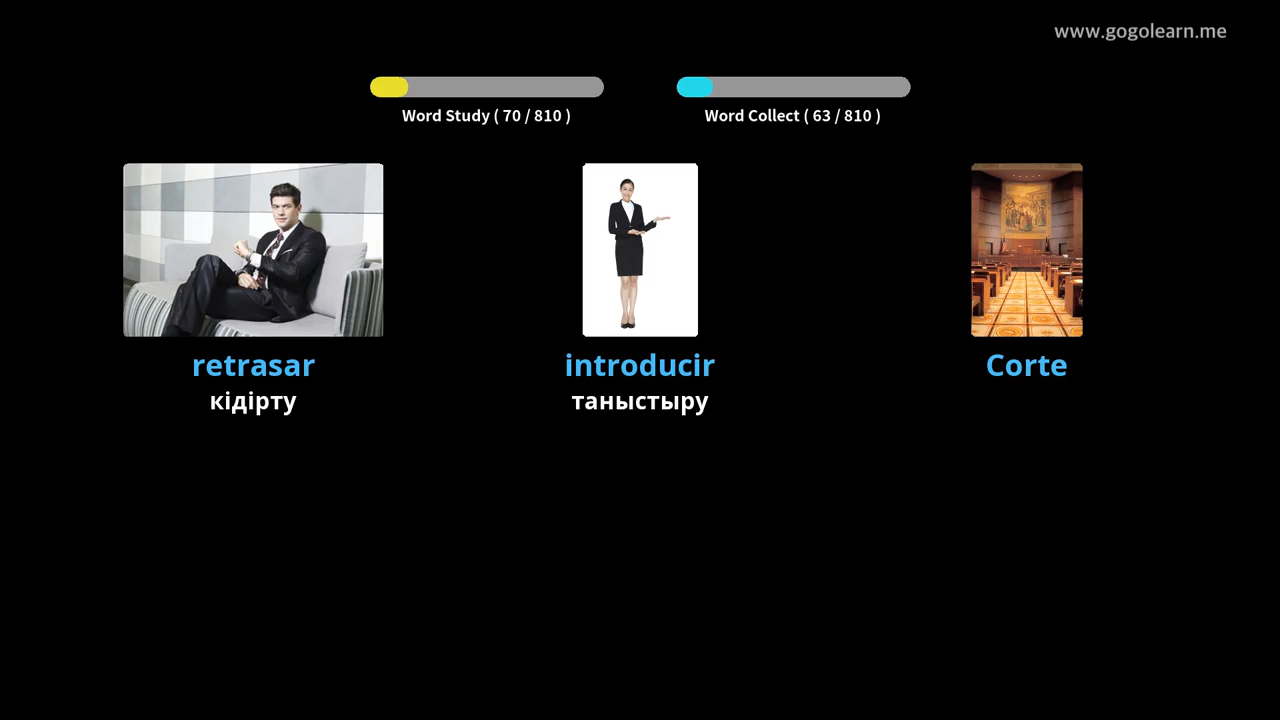 www.gogolearn.me
Word Study ( 70 / 810 )
Word Collect ( 63 / 810 )
retrasar
кідірту
introducir
таныстыру
Corte